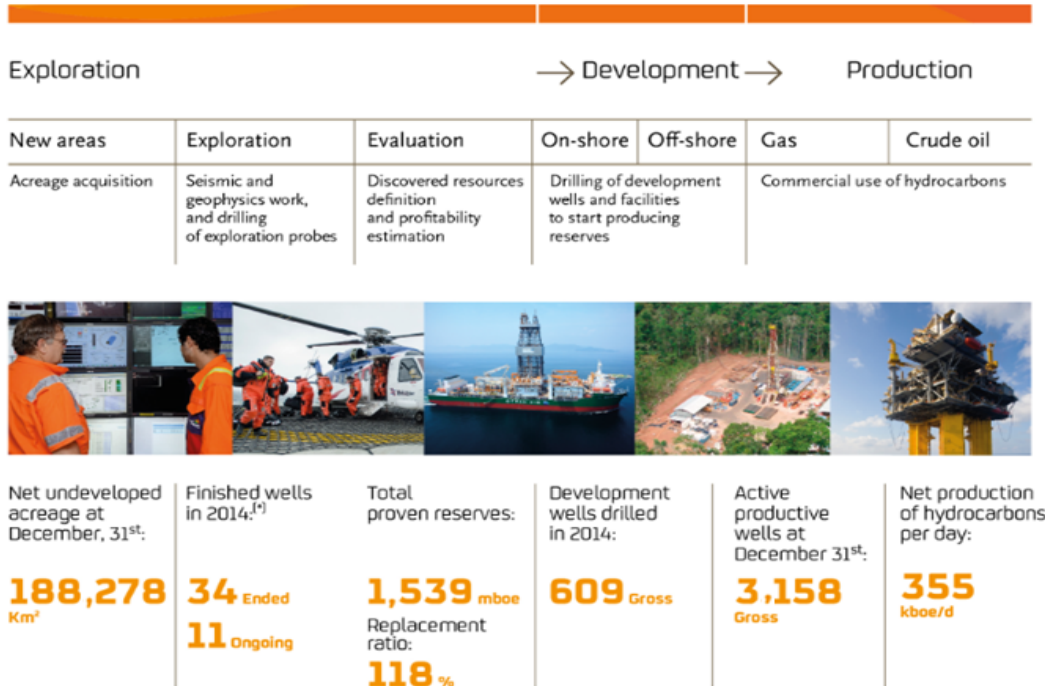 Exploration → Development → Production
New areas Exploration Evaluation On-shore Off-shore Gas Crude oil
Acreage acquisition
Seismic and
geophysics work,
and drilling
of exploration probes
Discovered resources
definition
and profitability
estimation
Drilling of development
wells and facilities
to start producing
reserves
Commercial use of hydrocarbons
Net undeveloped
acreage at
December, 31st:
188,278
Km²
Finished wells
in 2014:[*]
34 Ended
11 Ongoing
Total
proven reserves:
1,539 mboe
Replacement
ratio:
118 %
Development
wells drilled
in 2014:
609 Gross
Active
productive
wells at
December 31st:
3,158
Gross
Net production
of hydrocarbons
per day:
355
kboe/d